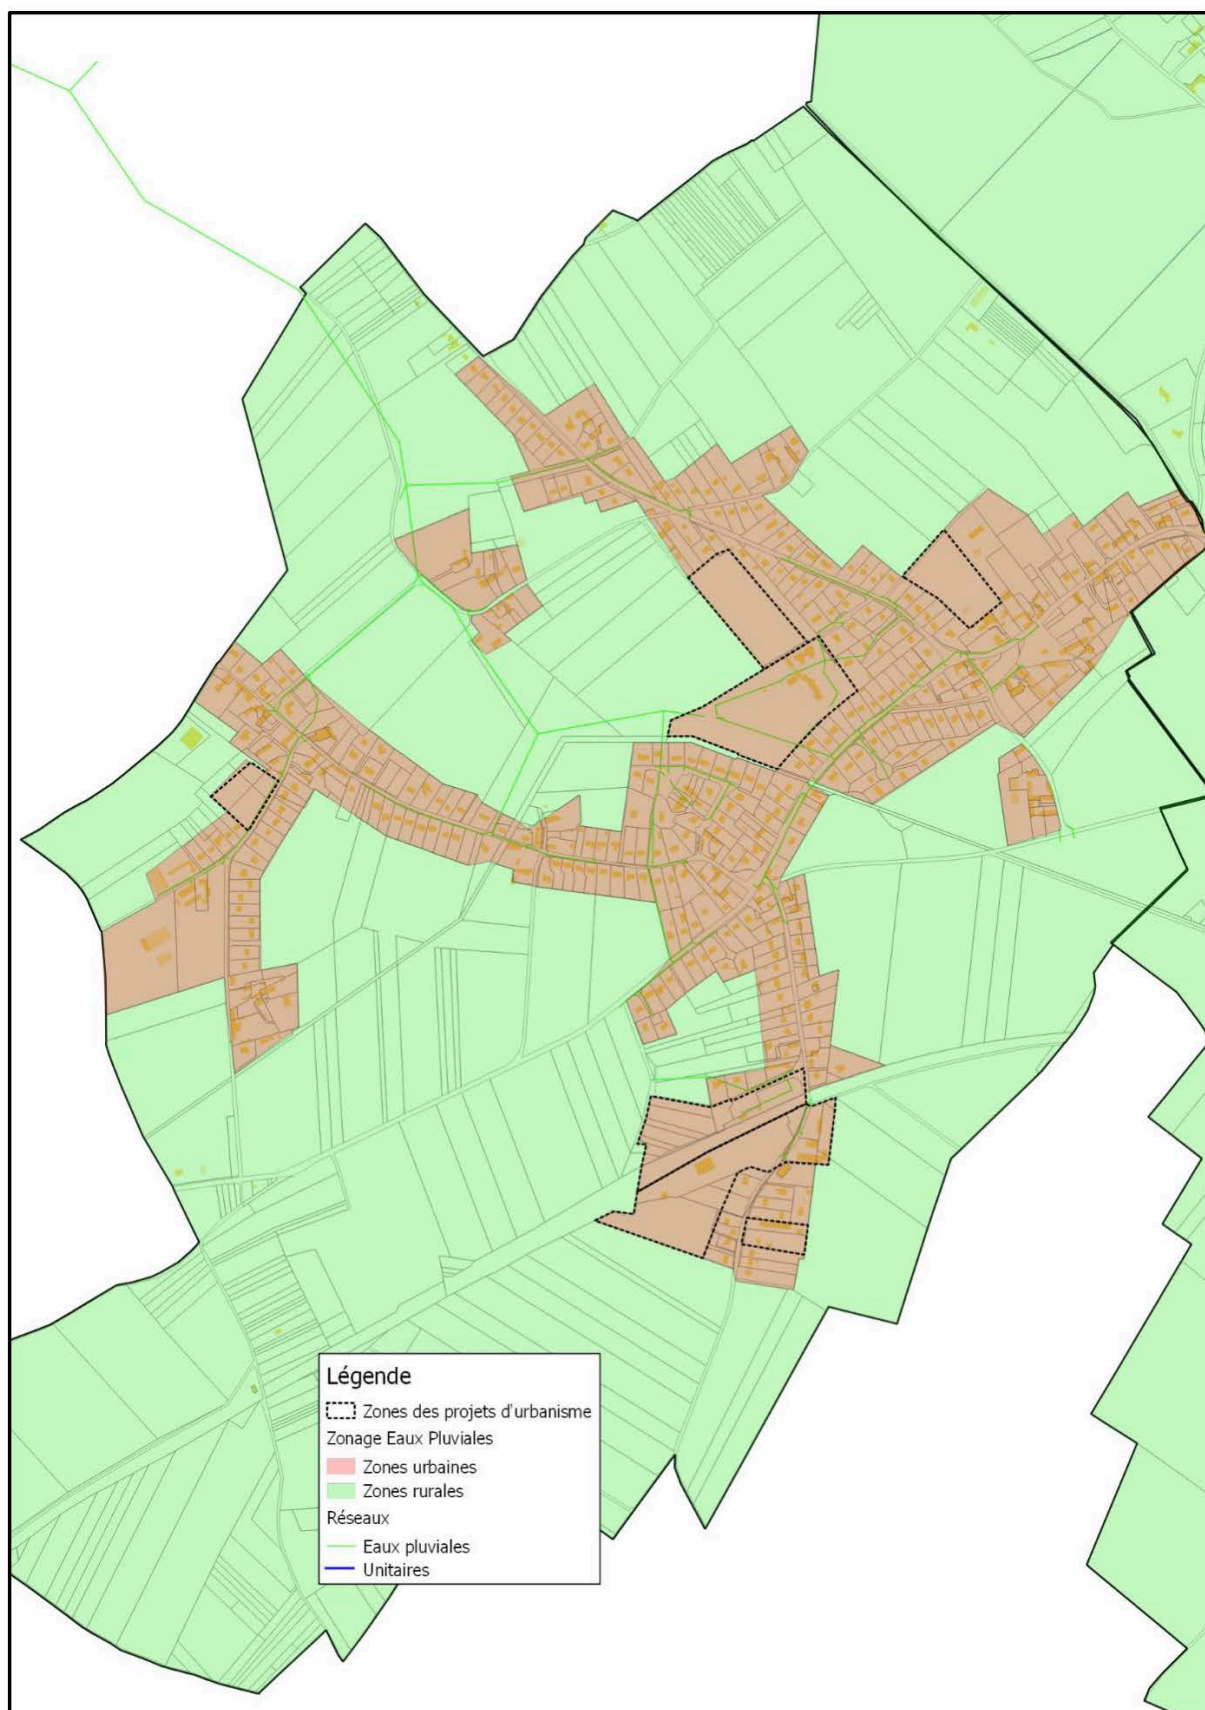 Légende
Zones des projets d'urbanisme
Zonage Eaux Pluviales
Zones urbaines
Zones rurales
Réseaux
Eaux pluviales
Unitaires